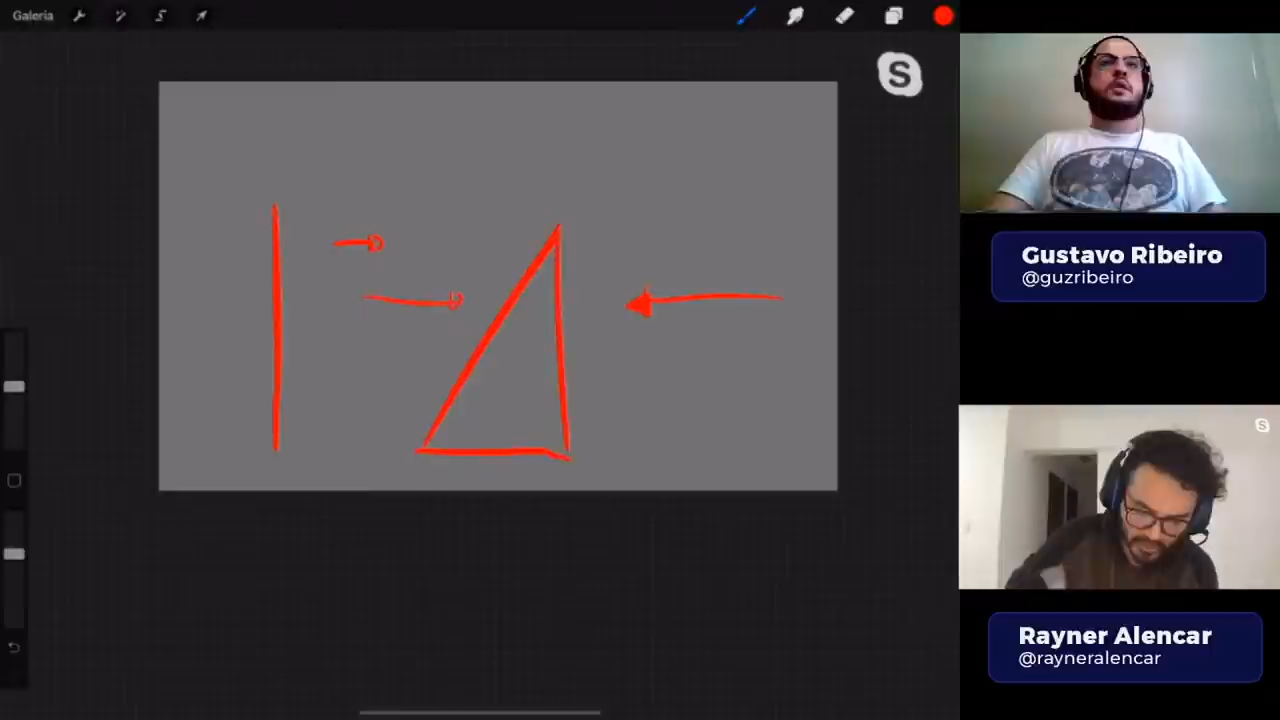 Galeria
S
Gustavo Ribeiro
@guzribeiro
Rayner Alencar
@rayneralencar